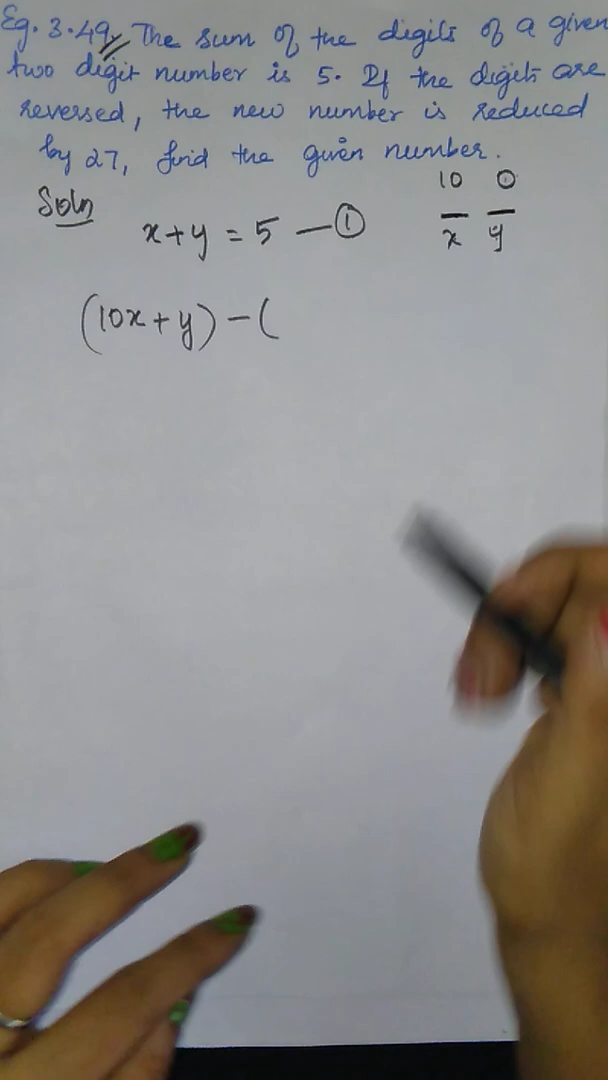 Eg. 3.49, The sum of the digits of a given
two digit number is 5. If the digits are
reversed, the new number is reduced
by 27, find the given number.
Soln
x+y = 5 — ①
10 0
x y
(10x + y) - (